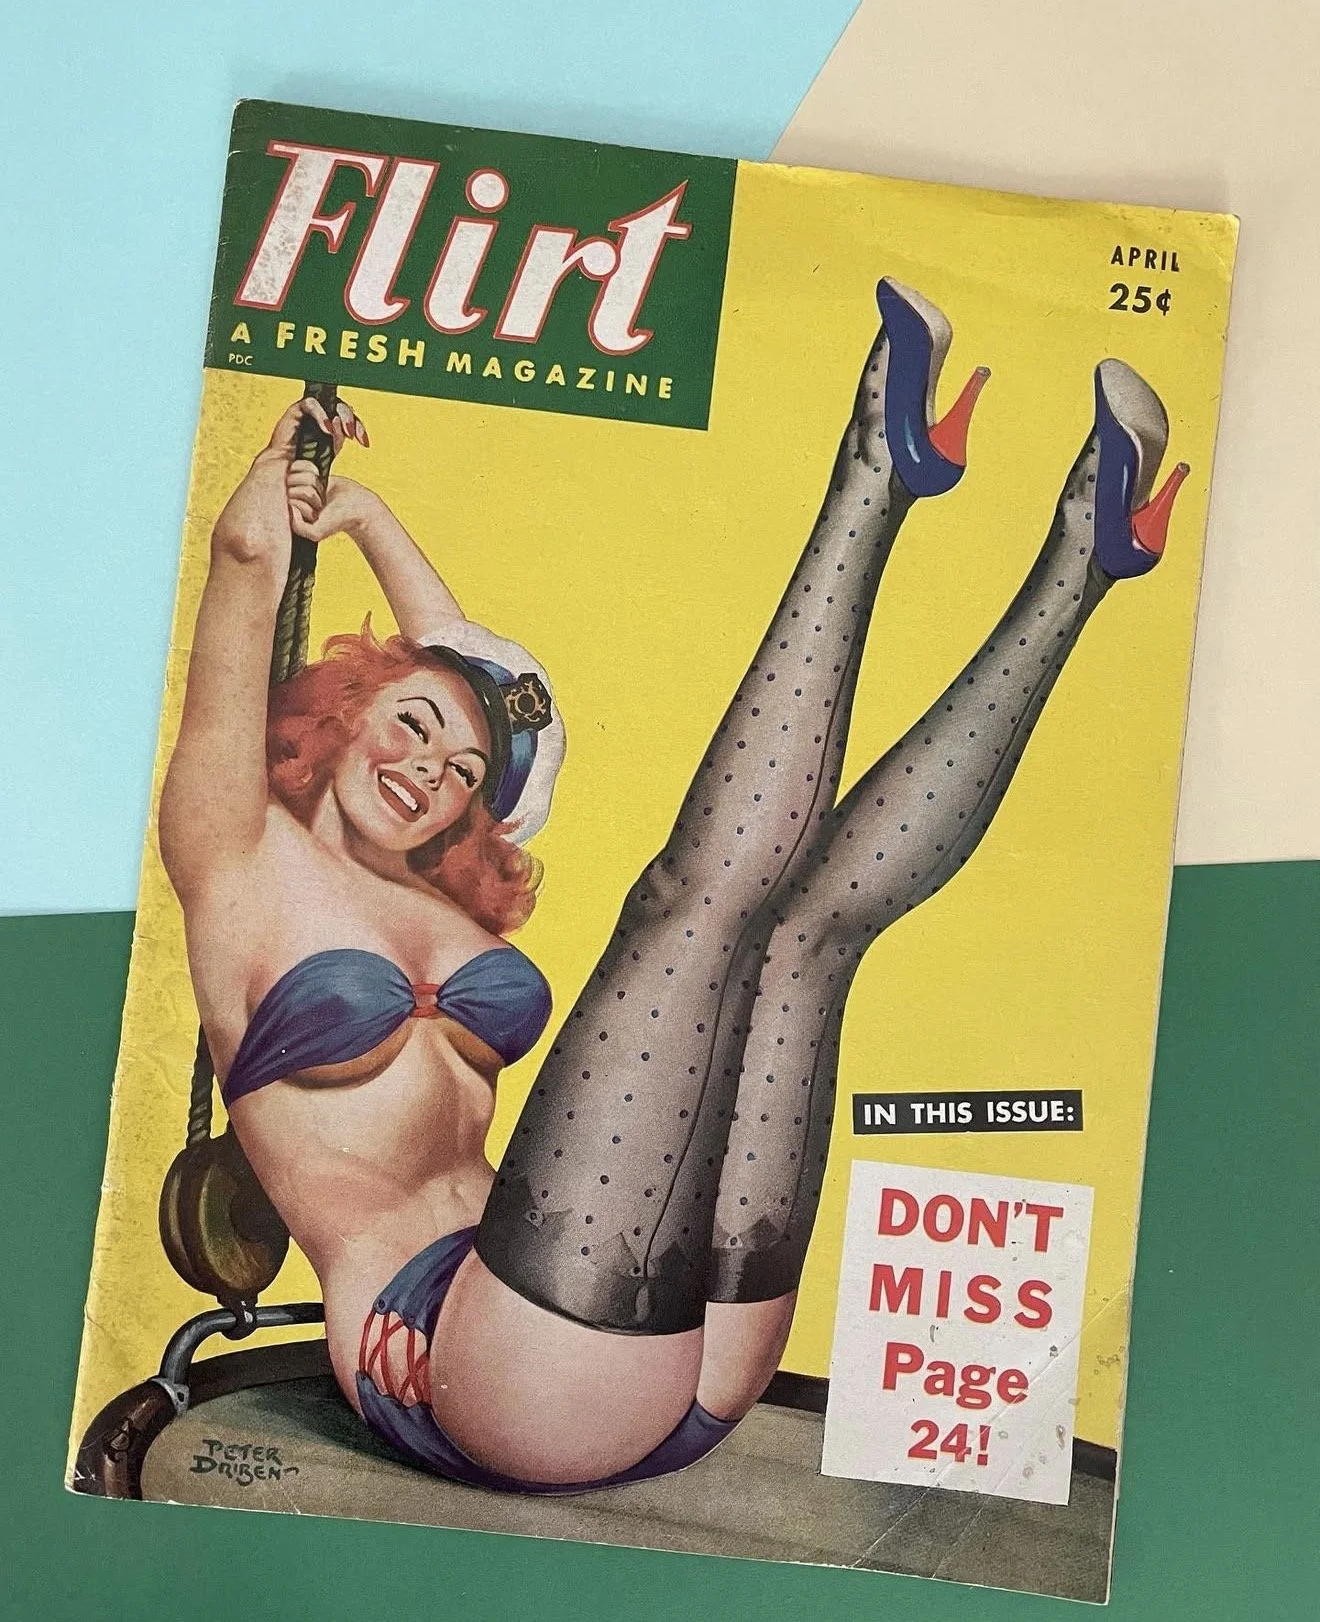 Flirt
A FRESH MAGAZINE
PDC
APRIL
25¢
IN THIS ISSUE:
DON'T
MISS
Page
24!
PETER
DRIBEN